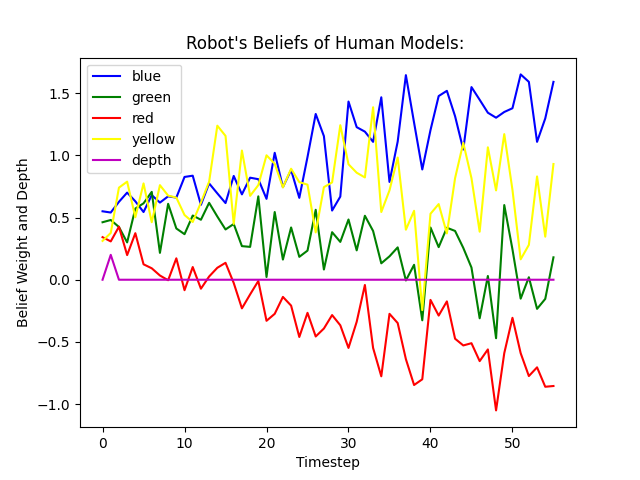 Robot's Beliefs of Human Models:
blue
green
red
yellow
depth
Belief Weight and Depth
1.5
1.0
0.5
0.0
−0.5
−1.0
0 10 20 30 40 50
Timestep